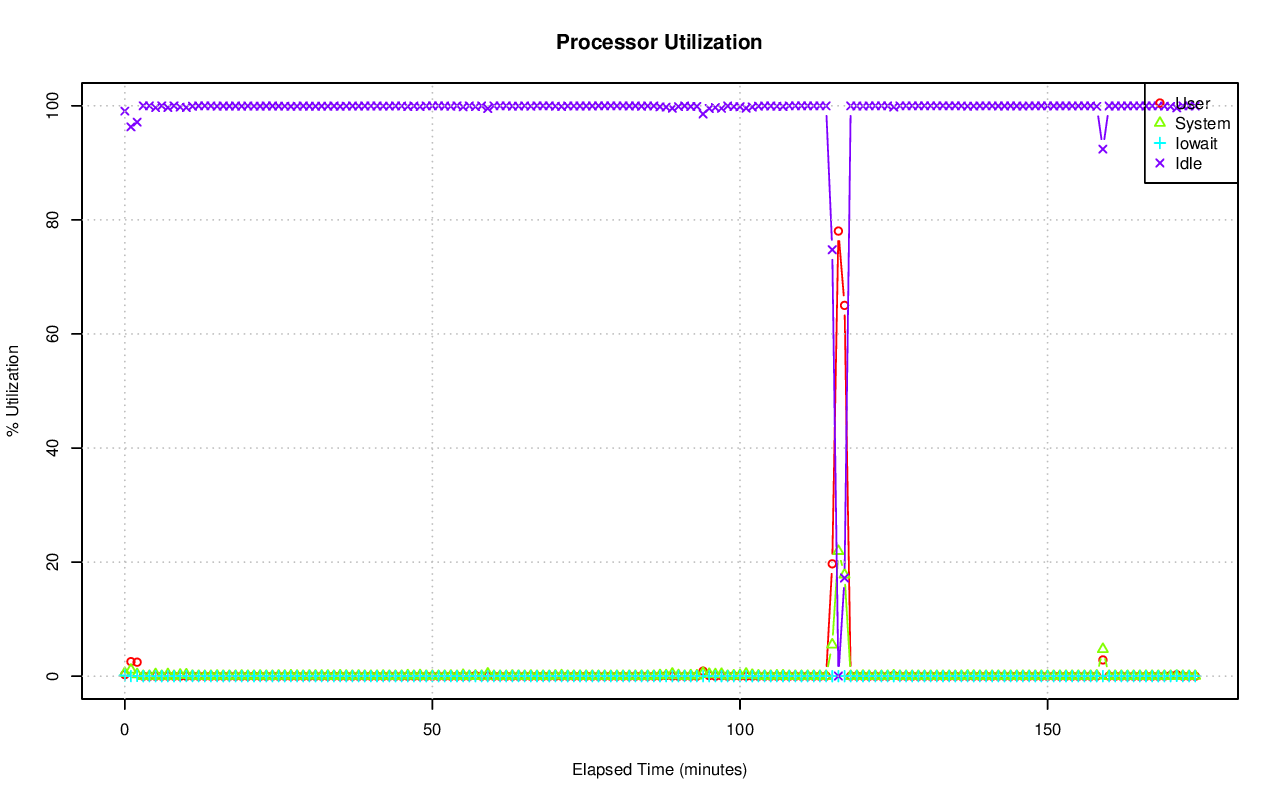 Processor Utilization
% Utilization
100
80
60
40
20
0
User
System
Iowait
Idle
0 50 100 150
Elapsed Time (minutes)